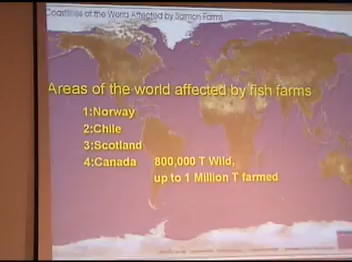 Coastlines of the World Affected by Salmon Farms
Areas of the world affected by fish farms
1:Norway
2:Chile
3:Scotland
4:Canada 800,000 T Wild,
up to 1 Million T farmed